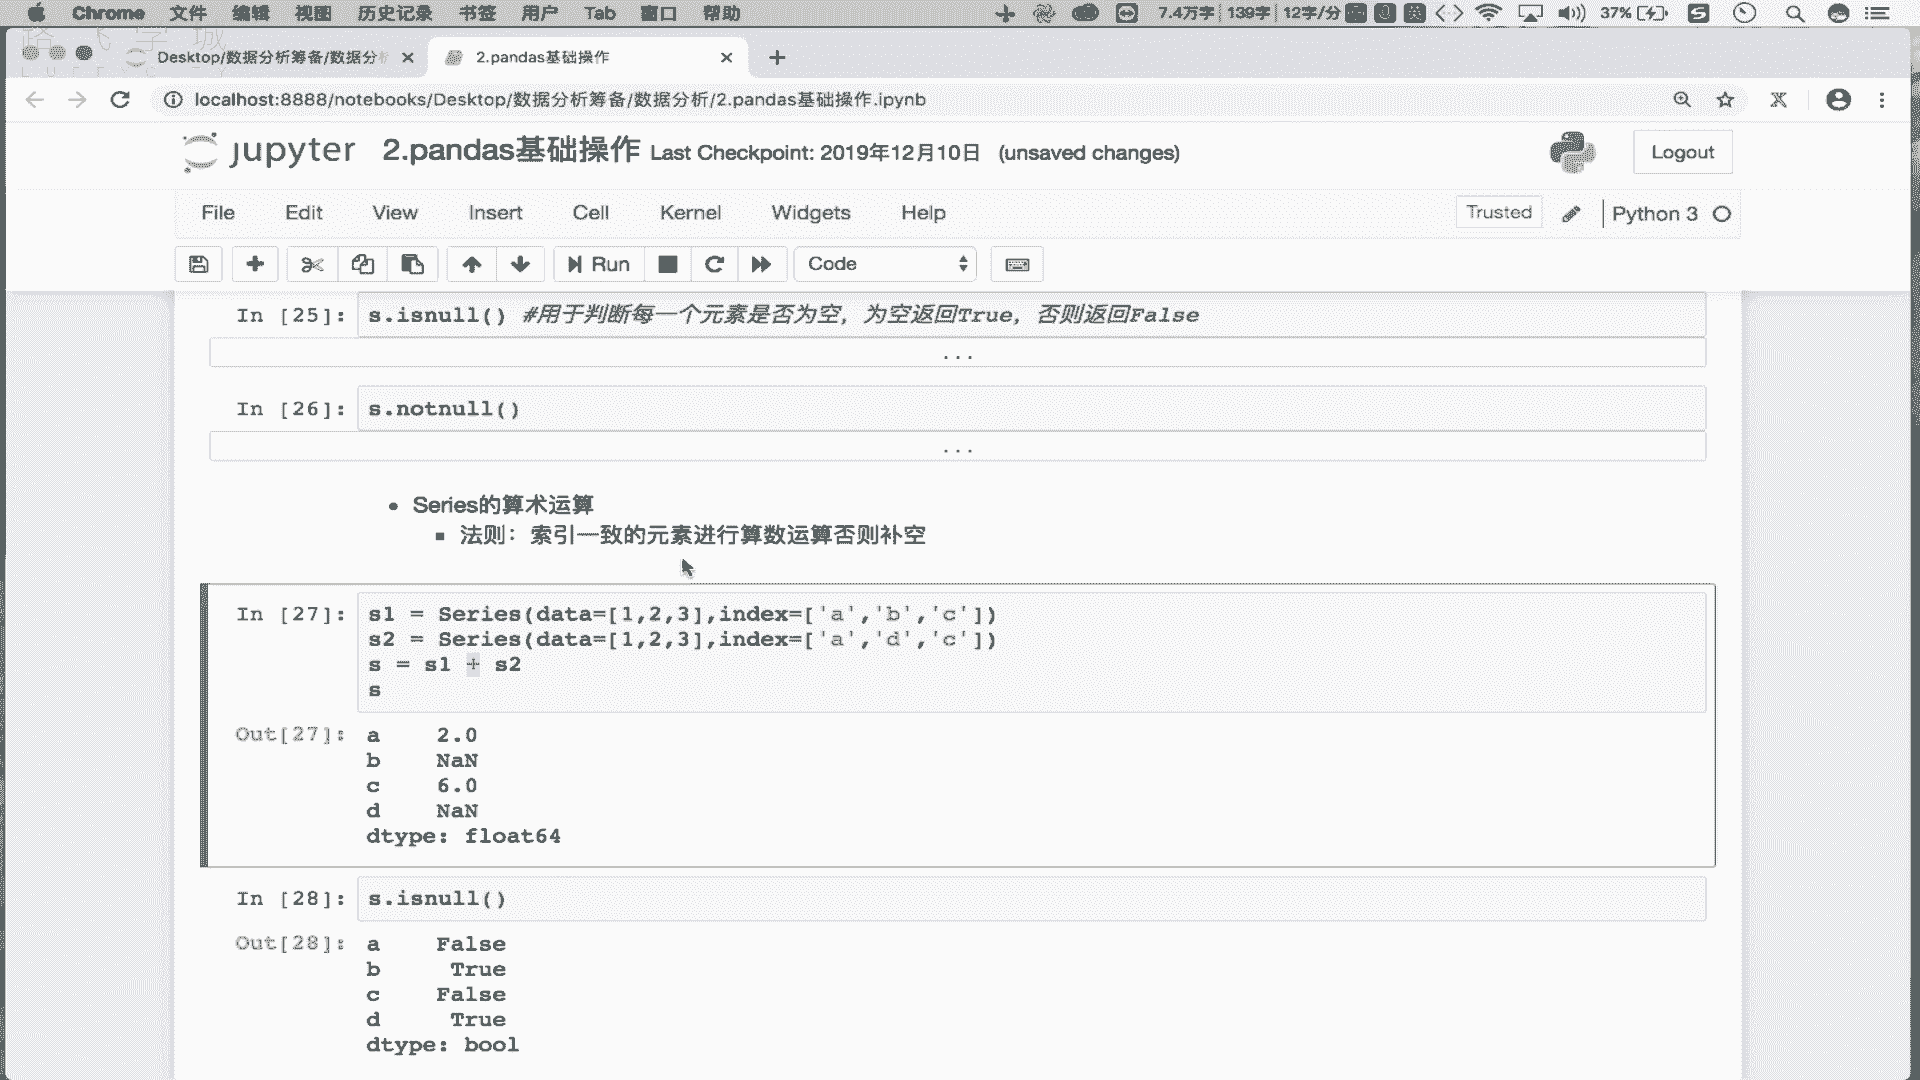 Chrome 文件 编辑 视图 历史记录 书签 用户 Tab 窗口 帮助 7.4万字 139字 12字/分 英 37%
Desktop/数据分析筹备/数据分析 2.pandas基础操作
localhost:8888/notebooks/Desktop/数据分析筹备/数据分析/2.pandas基础操作.ipynb
jupyter 2.pandas基础操作 Last Checkpoint: 2019年12月10日 (unsaved changes) Logout
File Edit View Insert Cell Kernel Widgets Help Trusted Python 3
Run Code
In [25]: s.isnull() #用于判断每一个元素是否为空，为空返回True，否则返回False
...
In [26]: s.notnull()
...
Series的算术运算
法则：索引一致的元素进行算数运算否则补空
In [27]: s1 = Series(data=[1,2,3],index=['a','b','c'])
s2 = Series(data=[1,2,3],index=['a','d','c'])
s = s1 + s2
s
Out[27]: a 2.0
b NaN
c 6.0
d NaN
dtype: float64
In [28]: s.isnull()
Out[28]: a False
b True
c False
d True
dtype: bool